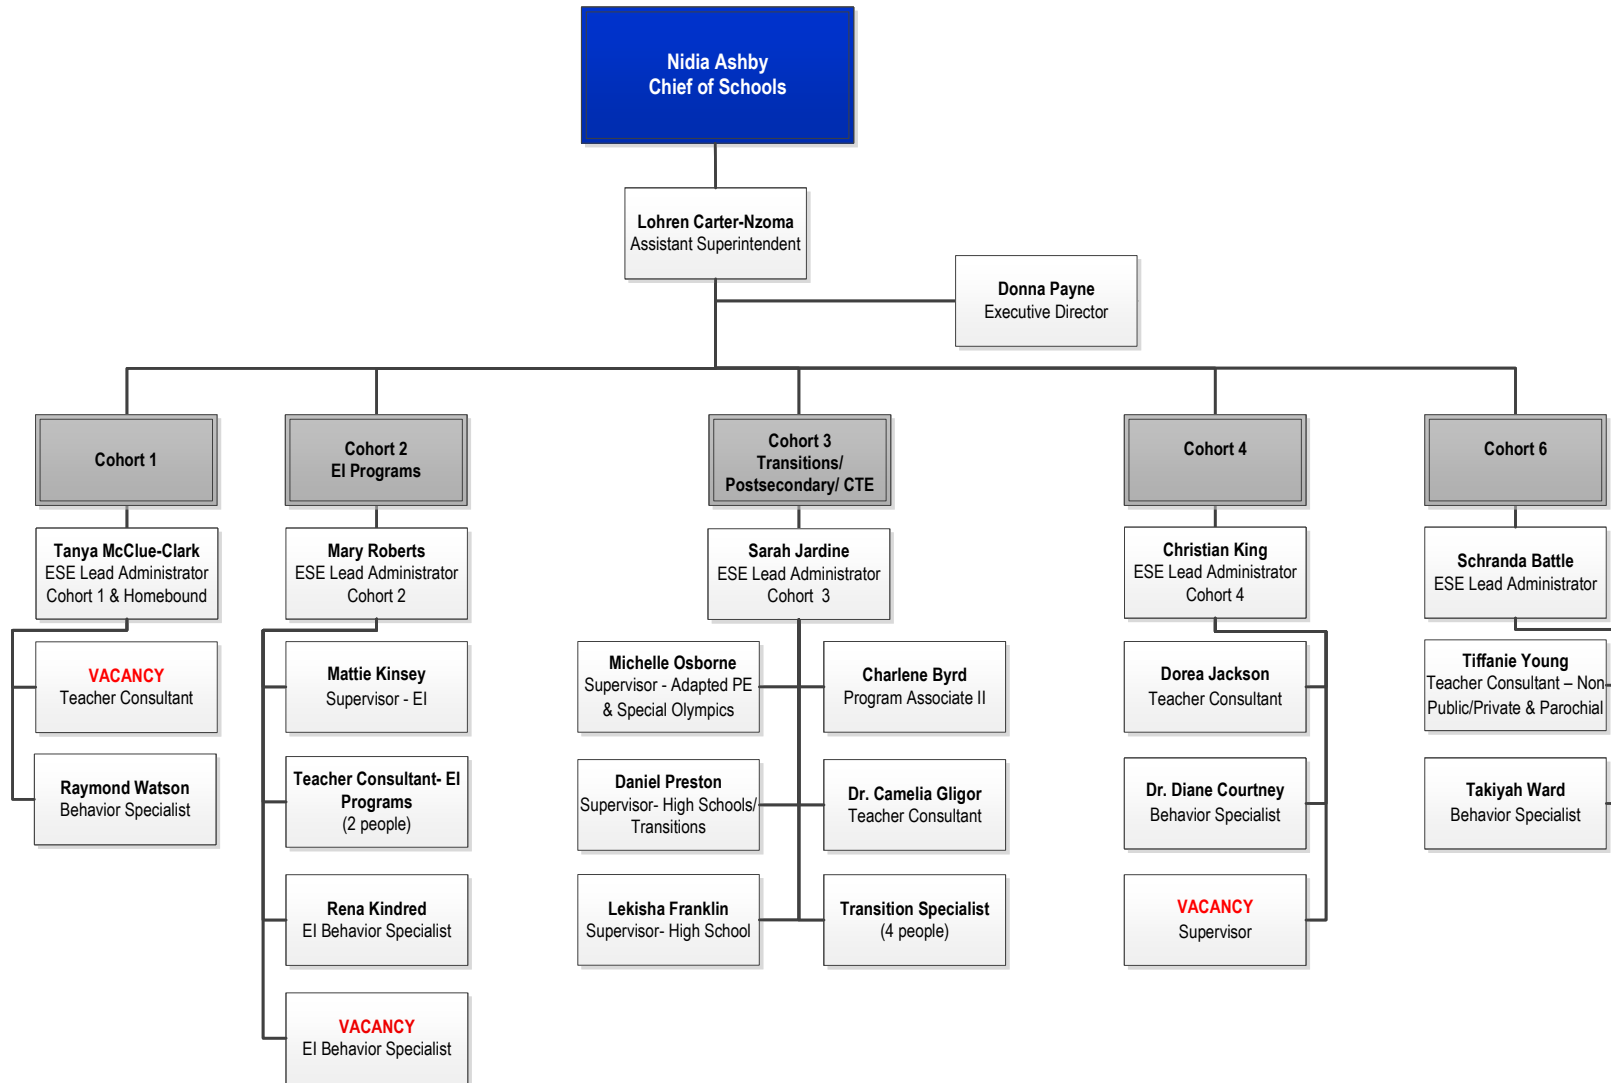 Nidia Ashby
Chief of Schools
Lohren Carter-Nzoma
Assistant Superintendent
Donna Payne
Executive Director
Cohort 1
Cohort 2
EI Programs
Cohort 3
Transitions/
Postsecondary/ CTE
Cohort 4
Cohort 6
Tanya McClue-Clark
ESE Lead Administrator
Cohort 1 & Homebound
Mary Roberts
ESE Lead Administrator
Cohort 2
Sarah Jardine
ESE Lead Administrator
Cohort 3
Christian King
ESE Lead Administrator
Cohort 4
Schranda Battle
ESE Lead Administrator
VACANCY
Teacher Consultant
Mattie Kinsey
Supervisor - EI
Michelle Osborne
Supervisor - Adapted PE
& Special Olympics
Charlene Byrd
Program Associate II
Dorea Jackson
Teacher Consultant
Tiffanie Young
Teacher Consultant – Non
Public/Private & Parochial
Raymond Watson
Behavior Specialist
Teacher Consultant- EI
Programs
(2 people)
Daniel Preston
Supervisor- High Schools/
Transitions
Dr. Camelia Gligor
Teacher Consultant
Dr. Diane Courtney
Behavior Specialist
Takiyah Ward
Behavior Specialist
Rena Kindred
EI Behavior Specialist
Lekisha Franklin
Supervisor- High School
Transition Specialist
(4 people)
VACANCY
Supervisor
VACANCY
EI Behavior Specialist